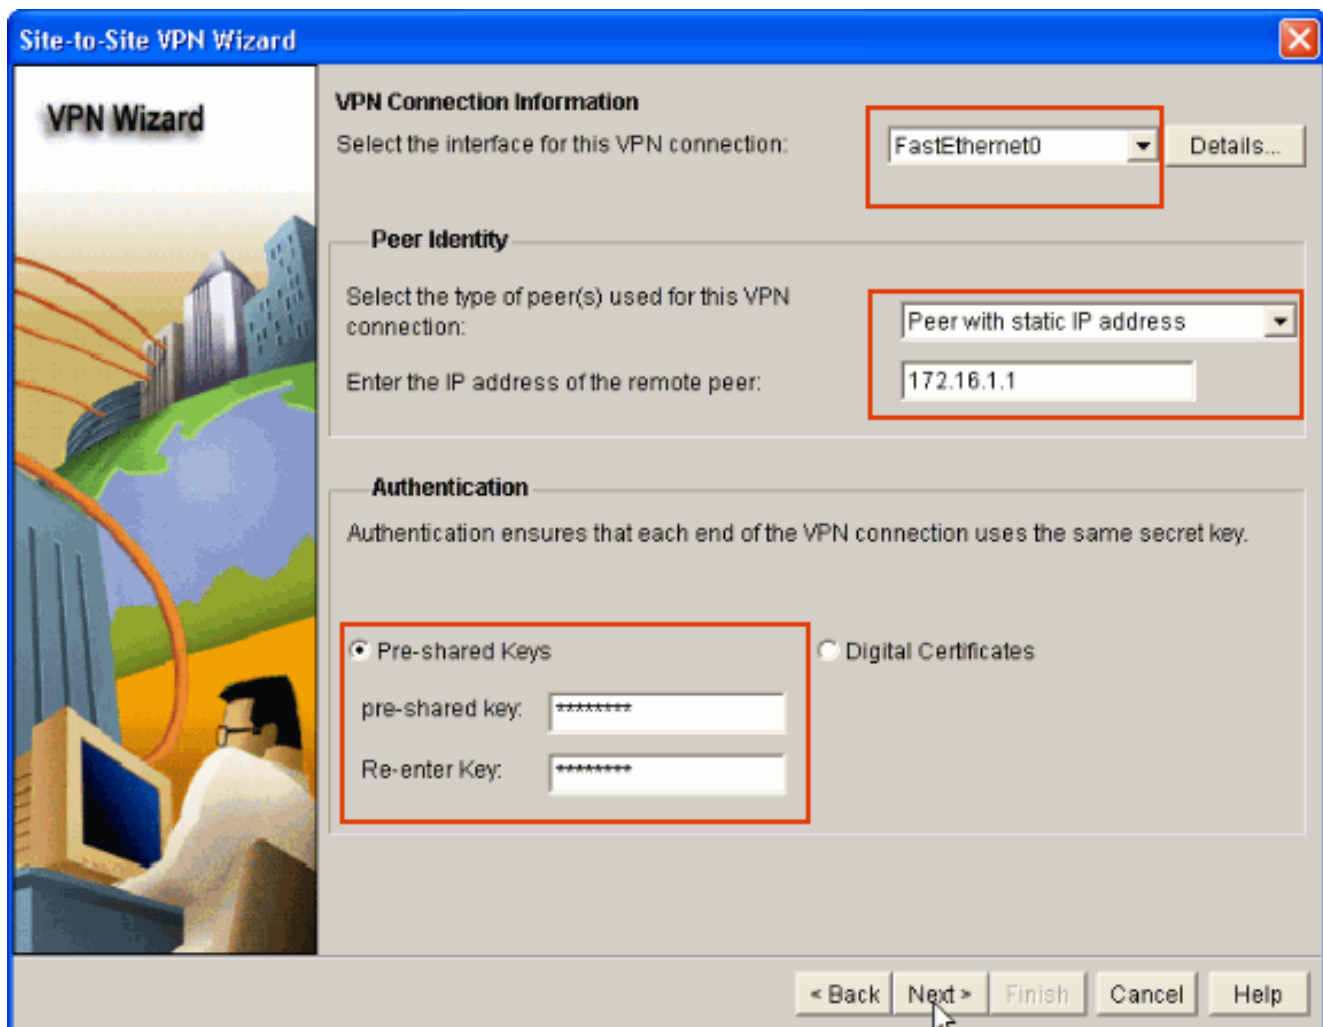 Site-to-Site VPN Wizard
VPN Wizard
VPN Connection Information
Select the interface for this VPN connection:
FastEthernet0
Details...
Peer Identity
Select the type of peer(s) used for this VPN
connection:
Peer with static IP address
Enter the IP address of the remote peer:
172.16.1.1
Authentication
Authentication ensures that each end of the VPN connection uses the same secret key.
Pre-shared Keys
Digital Certificates
pre-shared key:
********
Re-enter Key:
********
< Back
Next >
Finish
Cancel
Help